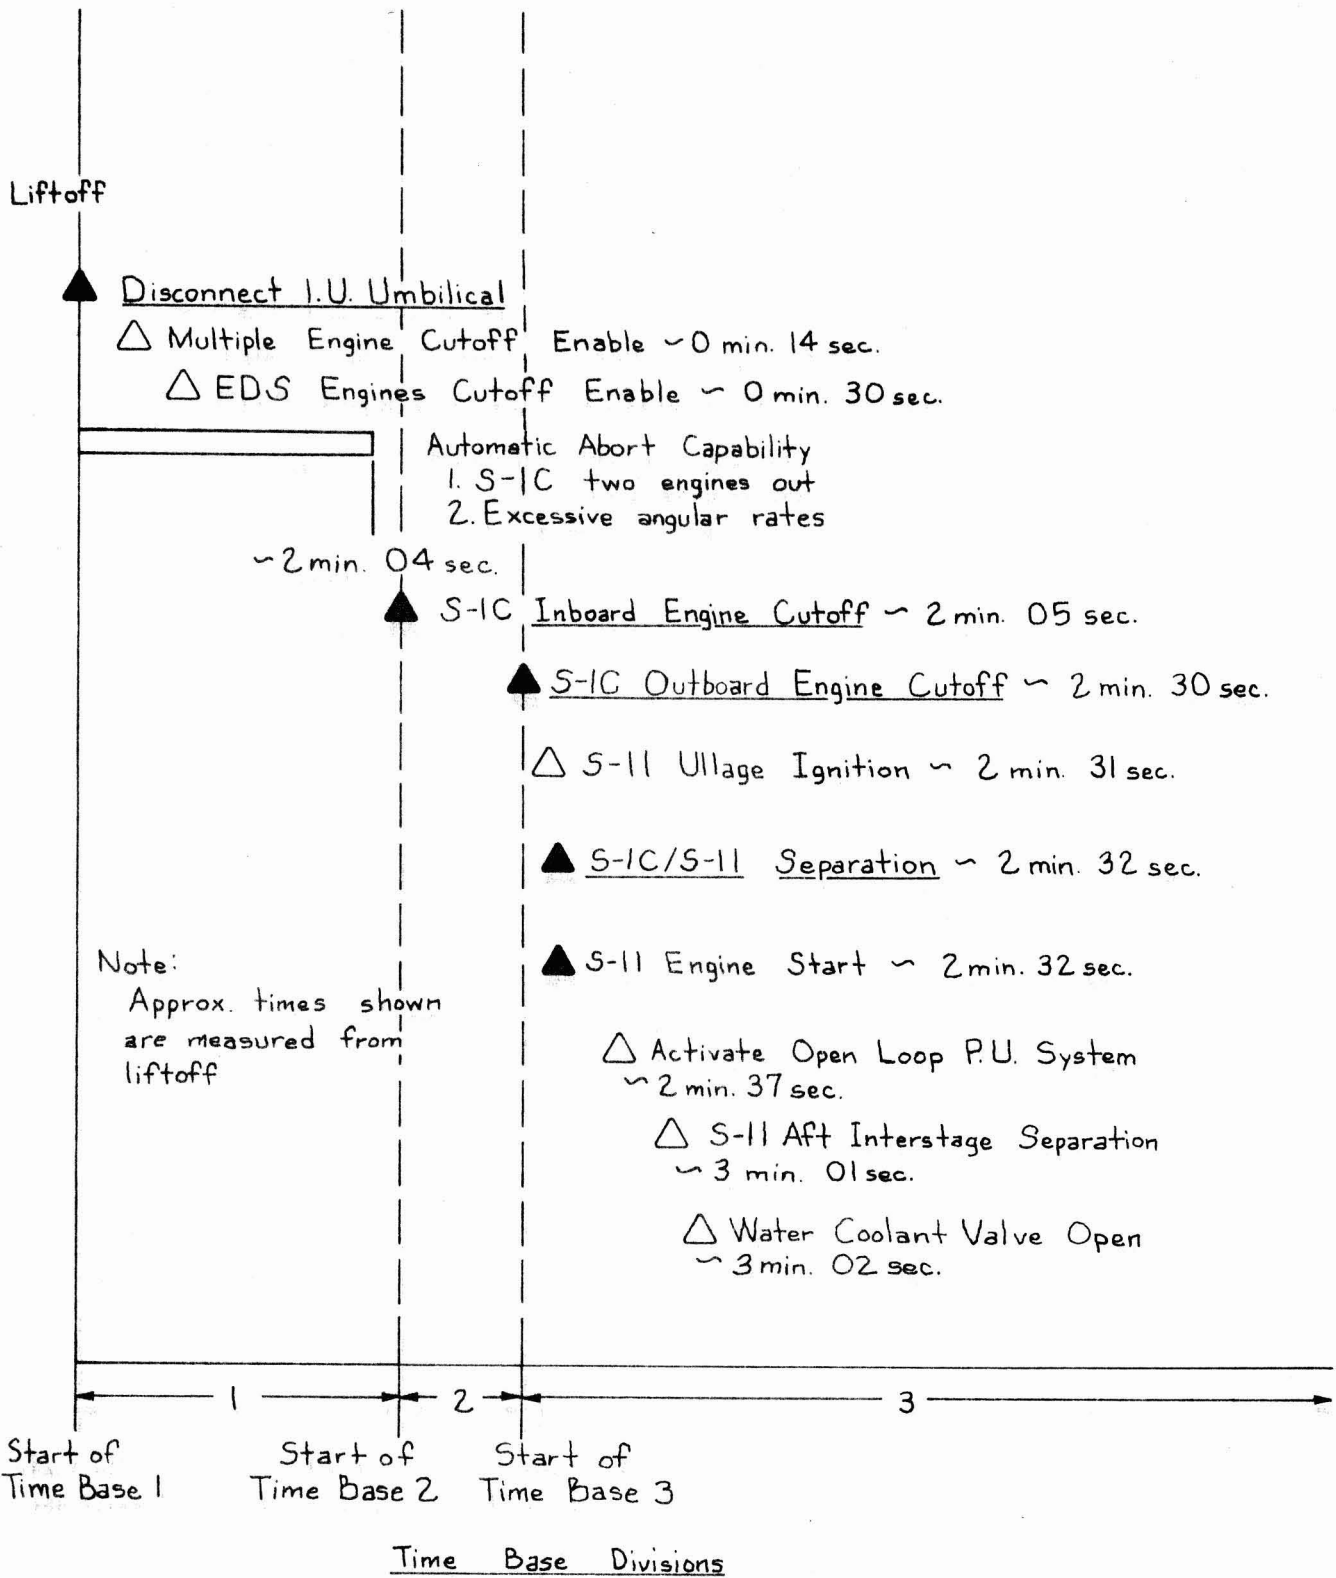 Liftoff
Disconnect I.U. Umbilical
Multiple Engine Cutoff Enable ~ 0 min. 14 sec.
EDS Engines Cutoff Enable ~ 0 min. 30 sec.
Automatic Abort Capability
1. S-IC two engines out
2. Excessive angular rates
~ 2 min. 04 sec.
S-IC Inboard Engine Cutoff ~ 2 min. 05 sec.
S-IC Outboard Engine Cutoff ~ 2 min. 30 sec.
S-II Ullage Ignition ~ 2 min. 31 sec.
S-IC/S-II Separation ~ 2 min. 32 sec.
S-II Engine Start ~ 2 min. 32 sec.
Note:
Approx. times shown
are measured from
liftoff
Activate Open Loop P.U. System
~ 2 min. 37 sec.
S-II Aft Interstage Separation
~ 3 min. 01 sec.
Water Coolant Valve Open
~ 3 min. 02 sec.
1 2 3
Start of
Time Base 1
Start of
Time Base 2
Start of
Time Base 3
Time Base Divisions